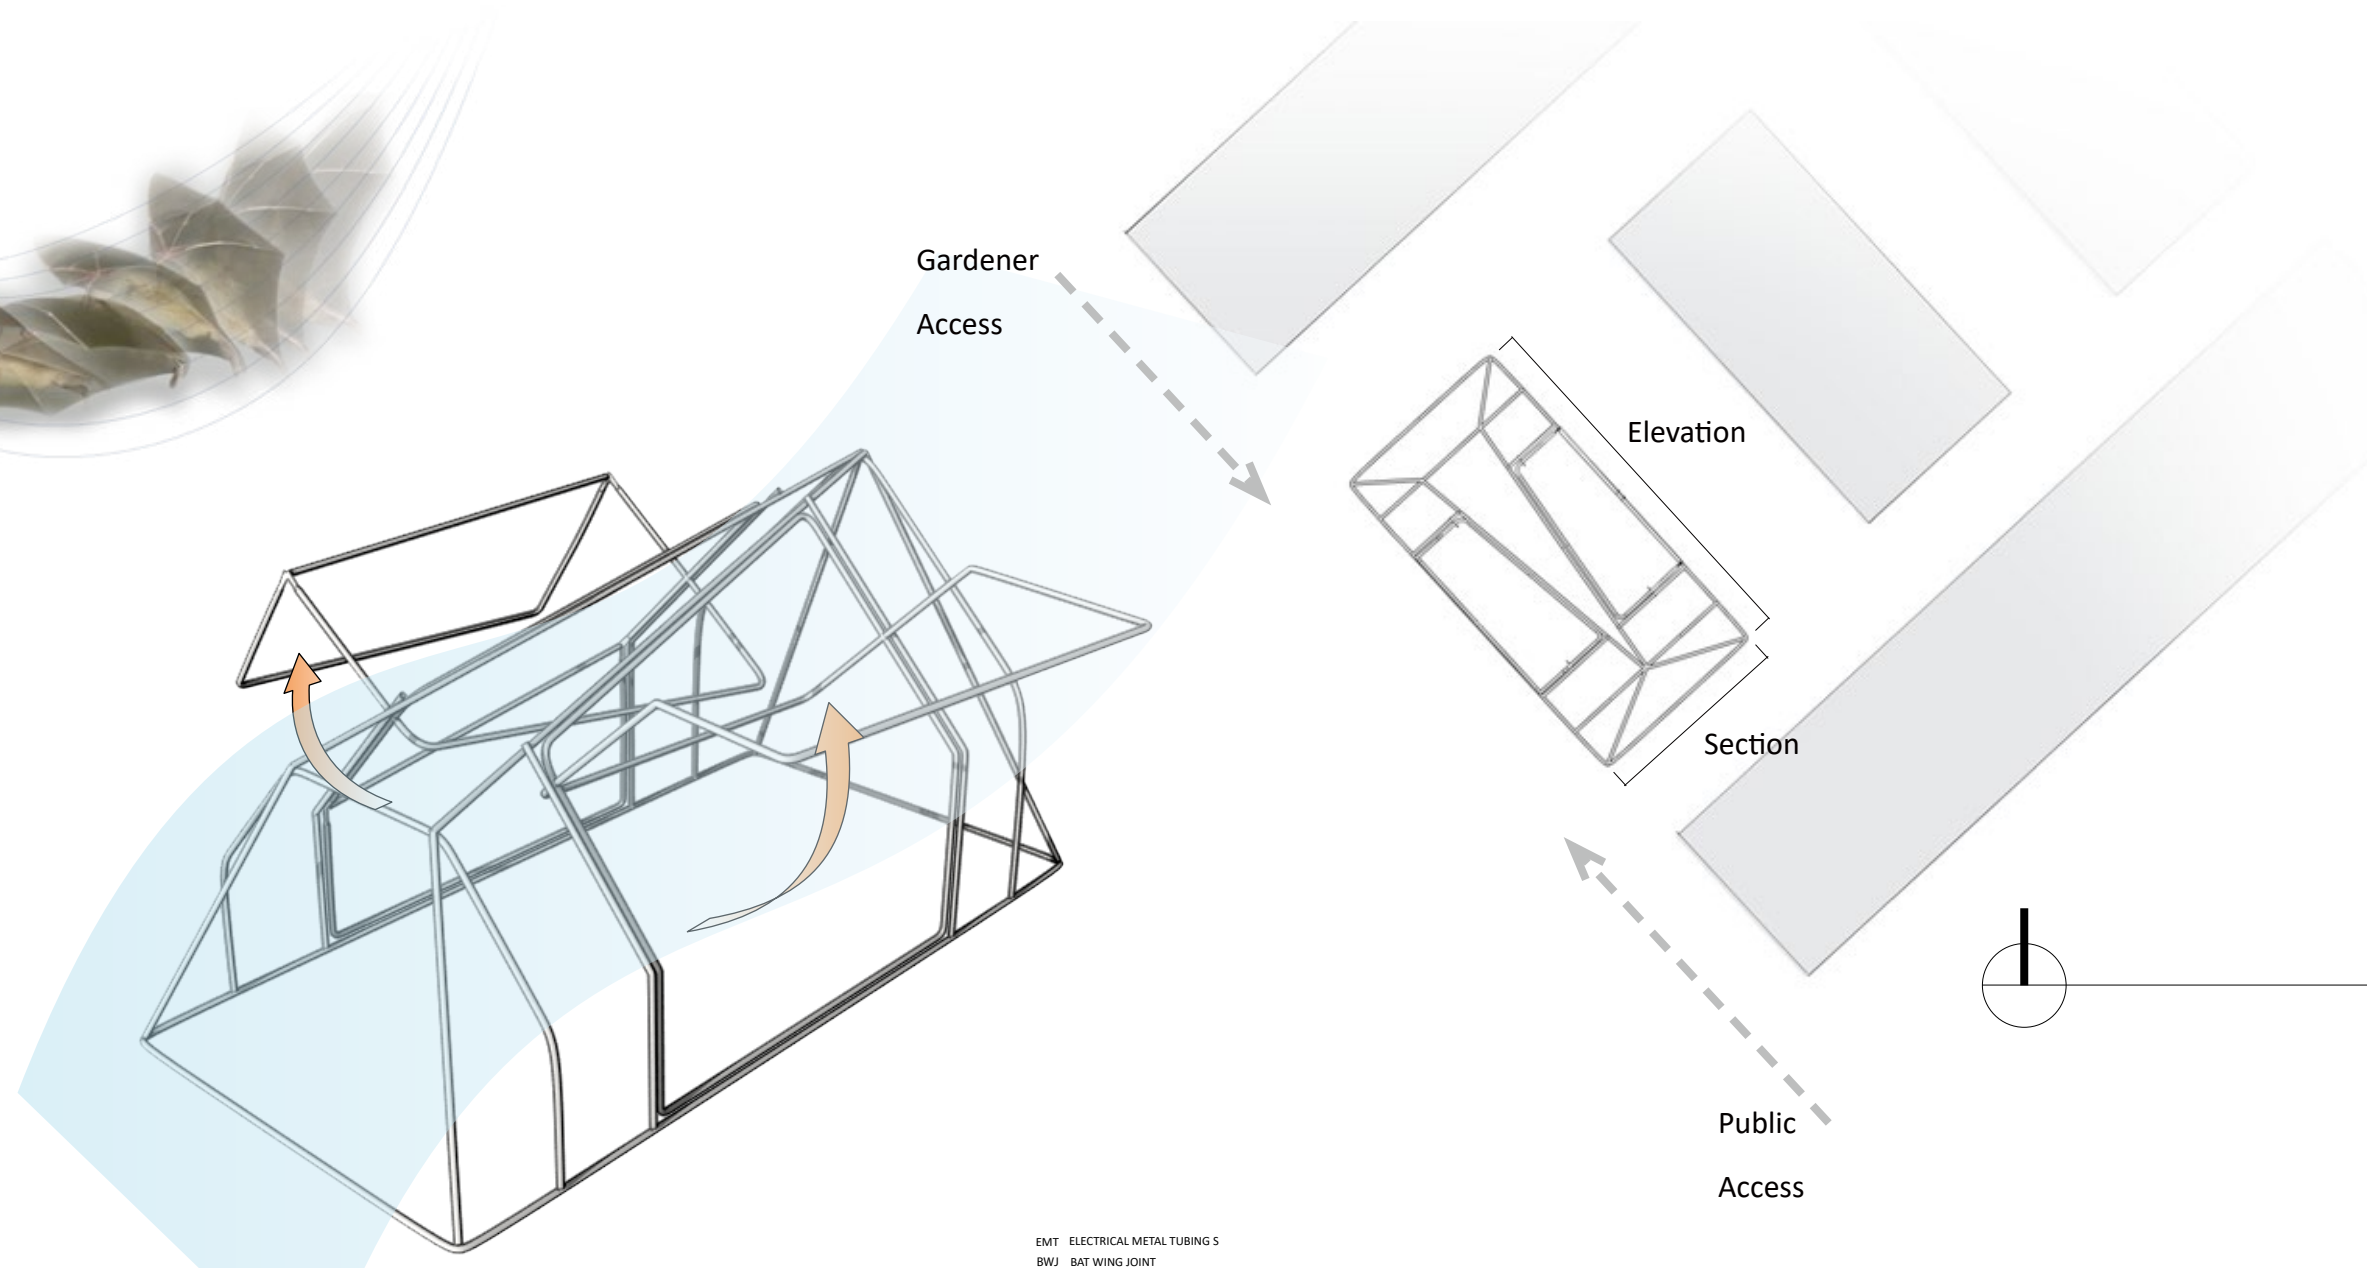 Gardener
Access
Elevation
Section
Public
Access
EMT ELECTRICAL METAL TUBING S
BWJ BAT WING JOINT